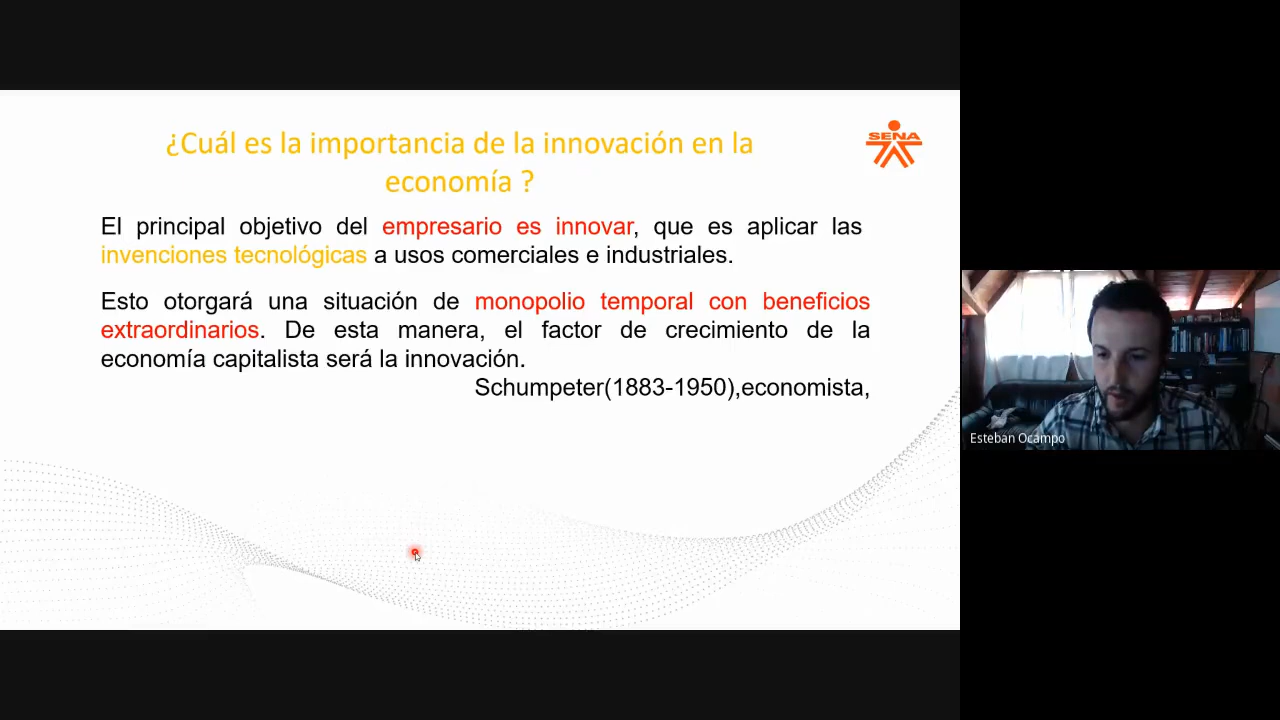 ¿Cuál es la importancia de la innovación en la
economía ?
SENA
El principal objetivo del empresario es innovar, que es aplicar las
invenciones tecnológicas a usos comerciales e industriales.
Esto otorgará una situación de monopolio temporal con beneficios
extraordinarios. De esta manera, el factor de crecimiento de la
economía capitalista será la innovación.
Schumpeter(1883-1950),economista,
Esteban Ocampo